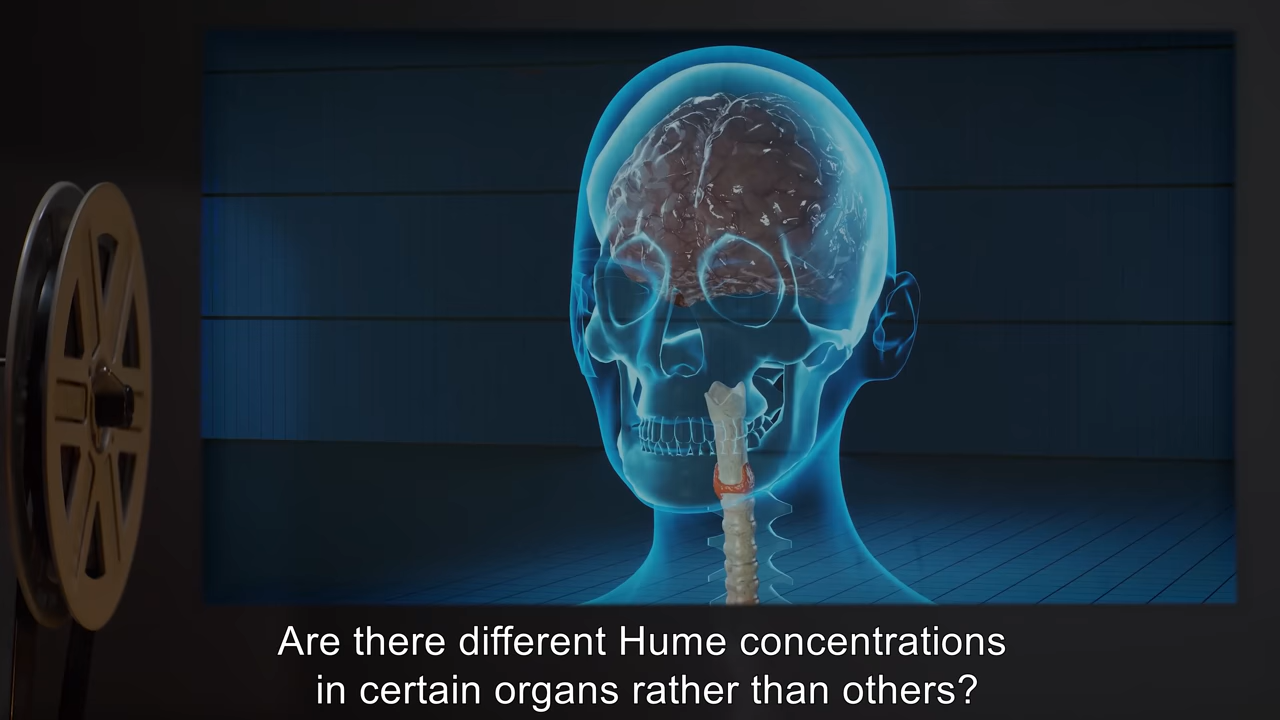 Are there different Hume concentrations
in certain organs rather than others?